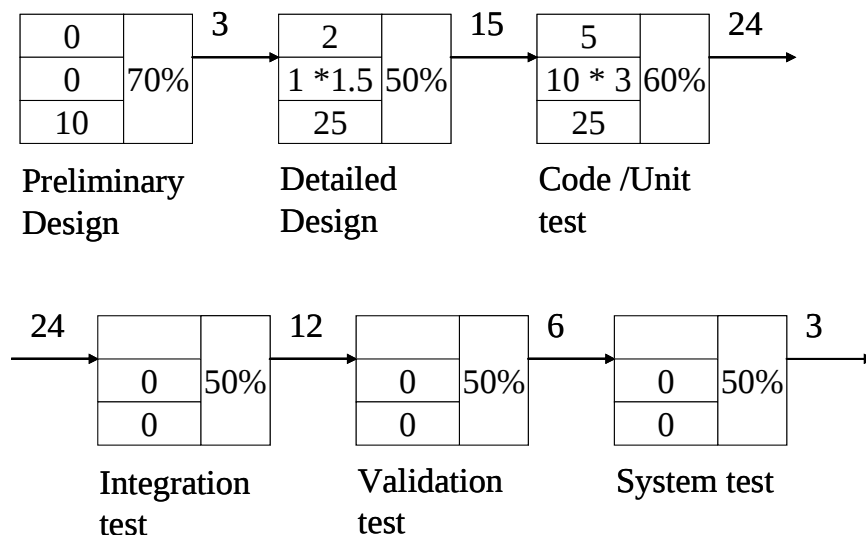 3 15 24
0 2 5
0 70% 1 *1.5 50% 10 * 3 60%
10 25 25
Preliminary Detailed Code /Unit
Design Design test
24 12 6 3
0 50% 0 50% 0 50%
0 0 0
Integration Validation System test
test test